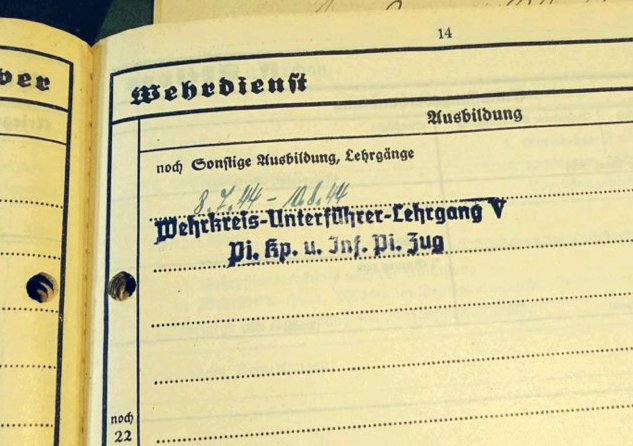 14
ver
Wehrdienst
Ausbildung
noch Sonstige Ausbildung, Lehrgänge
8.7.44 - 10.8.44
Wehrkreis-Unterführer-Lehrgang V
Pi. Kp. u. Inf. Pi. Zug
noch
22